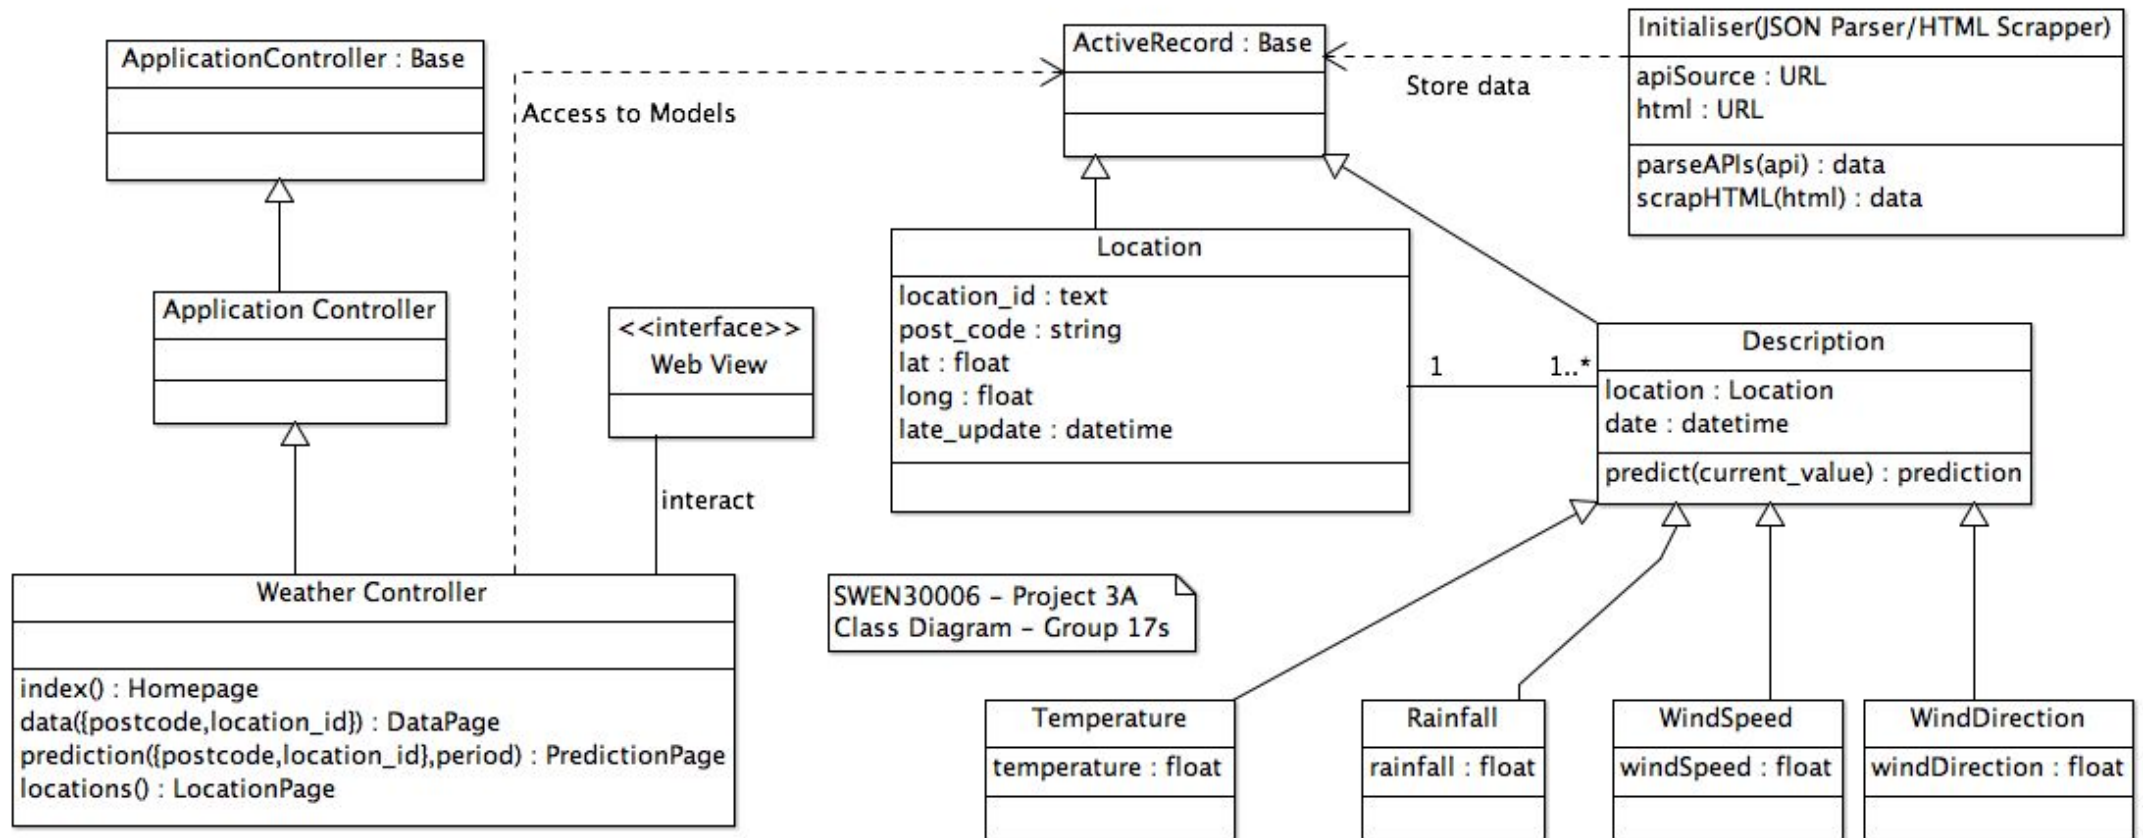 ApplicationController : Base
ActiveRecord : Base
Initialiser(JSON Parser/HTML Scrapper)
apiSource : URL
html : URL
parseAPIs(api) : data
scrapHTML(html) : data
Store data
Access to Models
Application Controller
<<interface>>
Web View
interact
Location
location_id : text
post_code : string
lat : float
long : float
late_update : datetime
1
1..*
Description
location : Location
date : datetime
predict(current_value) : prediction
Weather Controller
index() : Homepage
data({postcode,location_id}) : DataPage
prediction({postcode,location_id},period) : PredictionPage
locations() : LocationPage
SWEN30006 – Project 3A
Class Diagram – Group 17s
Temperature
temperature : float
Rainfall
rainfall : float
WindSpeed
windSpeed : float
WindDirection
windDirection : float